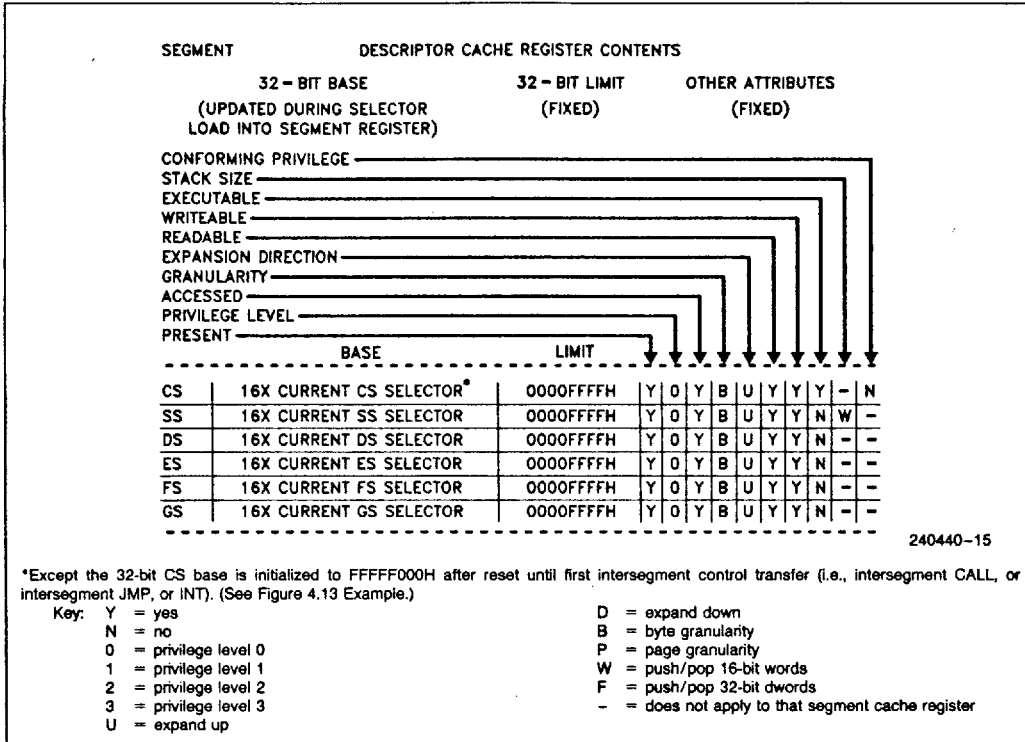 SEGMENT DESCRIPTOR CACHE REGISTER CONTENTS
32 – BIT BASE 32 – BIT LIMIT OTHER ATTRIBUTES
(UPDATED DURING SELECTOR (FIXED) (FIXED)
LOAD INTO SEGMENT REGISTER)
CONFORMING PRIVILEGE
STACK SIZE
EXECUTABLE
WRITEABLE
READABLE
EXPANSION DIRECTION
GRANULARITY
ACCESSED
PRIVILEGE LEVEL
PRESENT
BASE LIMIT
CS 16X CURRENT CS SELECTOR* 0000FFFFH Y 0 Y B U Y Y Y – N
SS 16X CURRENT SS SELECTOR 0000FFFFH Y 0 Y B U Y Y N W –
DS 16X CURRENT DS SELECTOR 0000FFFFH Y 0 Y B U Y Y N – –
ES 16X CURRENT ES SELECTOR 0000FFFFH Y 0 Y B U Y Y N – –
FS 16X CURRENT FS SELECTOR 0000FFFFH Y 0 Y B U Y Y N – –
GS 16X CURRENT GS SELECTOR 0000FFFFH Y 0 Y B U Y Y N – –
240440–15
*Except the 32-bit CS base is initialized to FFFFF000H after reset until first intersegment control transfer (i.e., intersegment CALL, or
intersegment JMP, or INT). (See Figure 4.13 Example.)
Key: Y = yes
N = no
0 = privilege level 0
1 = privilege level 1
2 = privilege level 2
3 = privilege level 3
U = expand up
D = expand down
B = byte granularity
P = page granularity
W = push/pop 16-bit words
F = push/pop 32-bit dwords
– = does not apply to that segment cache register